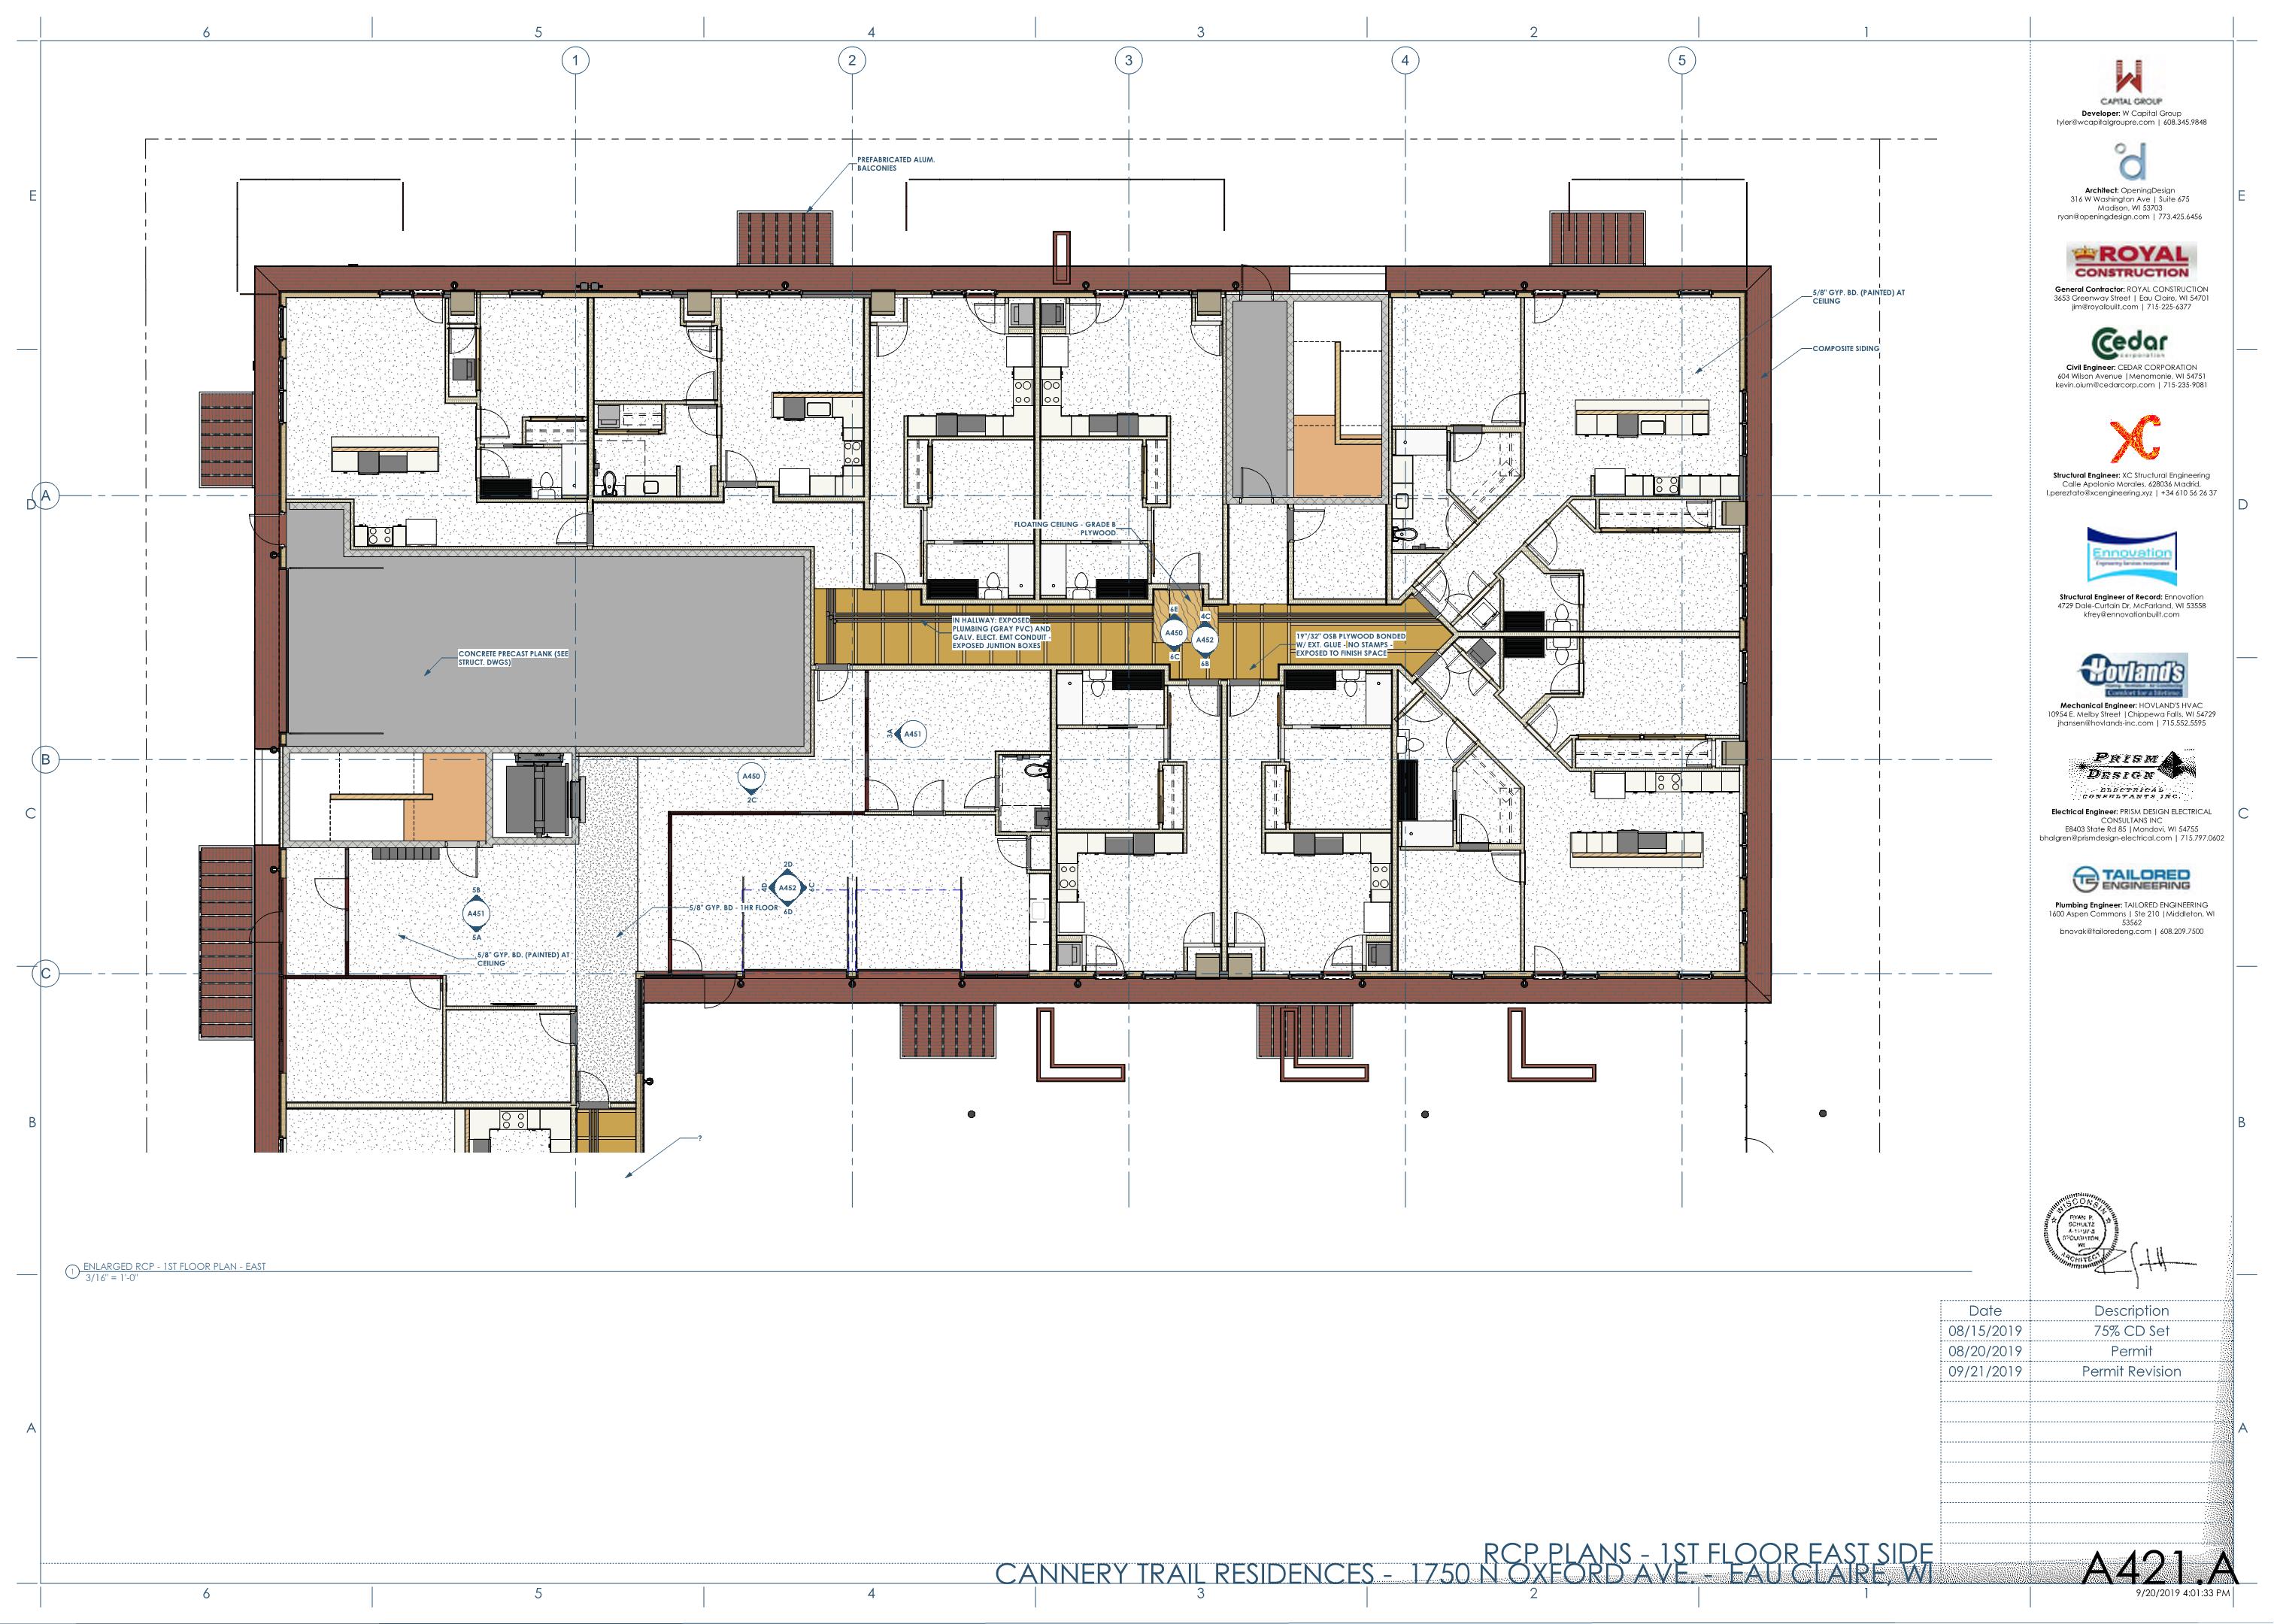 6 5 4 3 2 1
1 2 3 4 5
E
D
C
B
A
E
D
C
B
A
A
B
C
PREFABRICATED ALUM.
BALCONIES
5/8" GYP. BD. (PAINTED) AT
CEILING
COMPOSITE SIDING
FLOATING CEILING - GRADE B
PLYWOOD
IN HALLWAY: EXPOSED
PLUMBING (GRAY PVC) AND
GALV. ELECT. EMT CONDUIT -
EXPOSED JUNTION BOXES
6E
A450
6C
4C
A452
6B
19"/32" OSB PLYWOOD BONDED
W/ EXT. GLUE - NO STAMPS -
EXPOSED TO FINISH SPACE
CONCRETE PRECAST PLANK (SEE
STRUCT. DWGS)
3A
A451
A450
2C
2D
6D
A452
6C
6D
5/8" GYP. BD - 1HR FLOOR
5B
A451
5A
5/8" GYP. BD. (PAINTED) AT
CEILING
?
1
ENLARGED RCP - 1ST FLOOR PLAN - EAST
3/16" = 1'-0"
CAPITAL GROUP
Developer: W Capital Group
tyler@wcapitalgroupre.com | 608.345.9848
d
Architect: OpeningDesign
316 W Washington Ave | Suite 675
Madison, WI 53703
ryan@openingdesign.com | 773.425.6456
ROYAL
CONSTRUCTION
General Contractor: ROYAL CONSTRUCTION
3653 Greenway Street | Eau Claire, WI 54701
jim@royalbuilt.com | 715-225-6377
Cedar
corporation
Civil Engineer: CEDAR CORPORATION
604 Wilson Avenue |Menomonie, WI 54751
kevin.oium@cedarcorp.com | 715-235-9081
XC
Structural Engineer: XC Structural Engineering
Calle Apolonio Morales, 628036 Madrid,
l.pereztato@xcengineering.xyz | +34 610 56 26 37
Ennovation
Engineering Services Incorporated
Structural Engineer of Record: Ennovation
4729 Dale-Curtain Dr, McFarland, WI 53558
kfrey@ennovationbuilt.com
Hovland's
Comfort for a lifetime
Mechanical Engineer: HOVLAND'S HVAC
10954 E. Melby Street |Chippewa Falls, WI 54729
jhansen@hovlands-inc.com | 715.552.5595
PRISM
DESIGN
ELECTRICAL
CONSULTANTS INC.
Electrical Engineer: PRISM DESIGN ELECTRICAL
CONSULTANS INC
E8403 State Rd 85 |Mondovi, WI 54755
bhalgren@prismdesign-electrical.com | 715.797.0602
TE TAILORED
ENGINEERING
Plumbing Engineer: TAILORED ENGINEERING
1600 Aspen Commons | Ste 210 |Middleton, WI
53562
bnovak@tailoredeng.com | 608.209.7500
WISCONSIN
RYAN P.
SCHULTZ
STOUGHTON,
WI
ARCHITECT
Date Description
08/15/2019 75% CD Set
08/20/2019 Permit
09/21/2019 Permit Revision
RCP PLANS - 1ST FLOOR EAST SIDE
CANNERY TRAIL RESIDENCES - 1750 N OXFORD AVE. - EAU CLAIRE, WI
A421.A
9/20/2019 4:01:33 PM
6 5 4 3 2 1